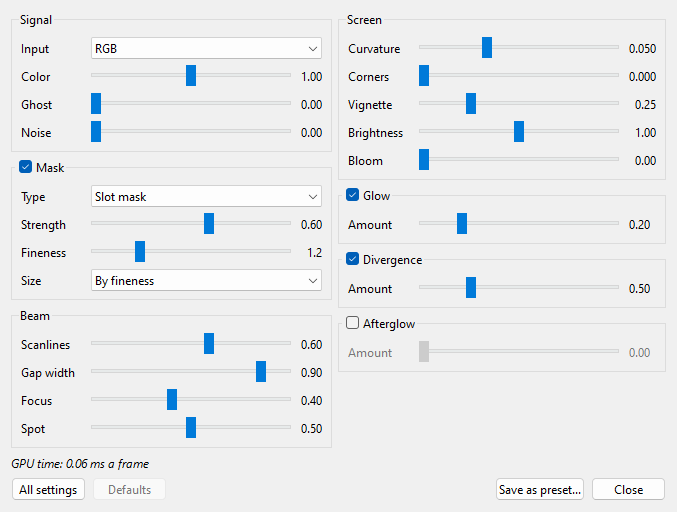 Signal
Input RGB
Color 1.00
Ghost 0.00
Noise 0.00
Mask
Type Slot mask
Strength 0.60
Fineness 1.2
Size By fineness
Beam
Scanlines 0.60
Gap width 0.90
Focus 0.40
Spot 0.50
Screen
Curvature 0.050
Corners 0.000
Vignette 0.25
Brightness 1.00
Bloom 0.00
Glow
Amount 0.20
Divergence
Amount 0.50
Afterglow
Amount 0.00
GPU time: 0.06 ms a frame
All settings Defaults Save as preset... Close